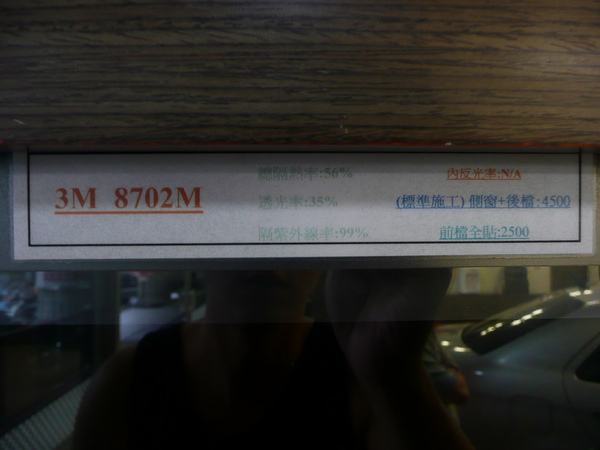 3M 8702M
總隔熱率:56%
透光率:35%
隔紫外線率:99%
內反光率:N/A
(標準施工) 側窗+後檔:4500
前檔全貼:2500